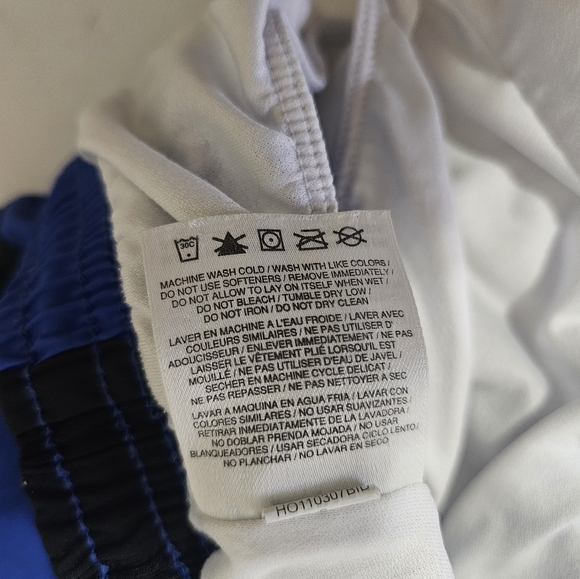 30C
MACHINE WASH COLD / WASH WITH LIKE COLORS /
DO NOT USE SOFTENERS / REMOVE IMMEDIATELY /
DO NOT ALLOW TO LAY ON ITSELF WHEN WET /
DO NOT BLEACH / TUMBLE DRY LOW /
DO NOT IRON / DO NOT DRY CLEAN
LAVER EN MACHINE A L'EAU FROIDE / LAVER AVEC
COULEURS SIMILAIRES / NE PAS UTILISER D'
ADOUCISSEUR / ENLEVER IMMÉDIATEMENT / NE PAS
LAISSER LE VÊTEMENT PLIÉ LORSQU'IL EST
MOUILLÉ / NE PAS UTILISER D'EAU DE JAVEL /
SECHER EN MACHINE CYCLE DELICAT /
NE PAS REPASSER / NE PAS NETTOYER A SEC
LAVAR A MAQUINA EN AGUA FRIA / LAVAR CON
COLORES SIMILARES / NO USAR SUAVIZANTES /
RETIRAR INMEDIATAMENTE DE LA LAVADORA /
NO DOBLAR PRENDA MOJADA / NO USAR
BLANQUEADORES / USAR SECADORA CICLO LENTO /
NO PLANCHAR / NO LAVAR EN SECO